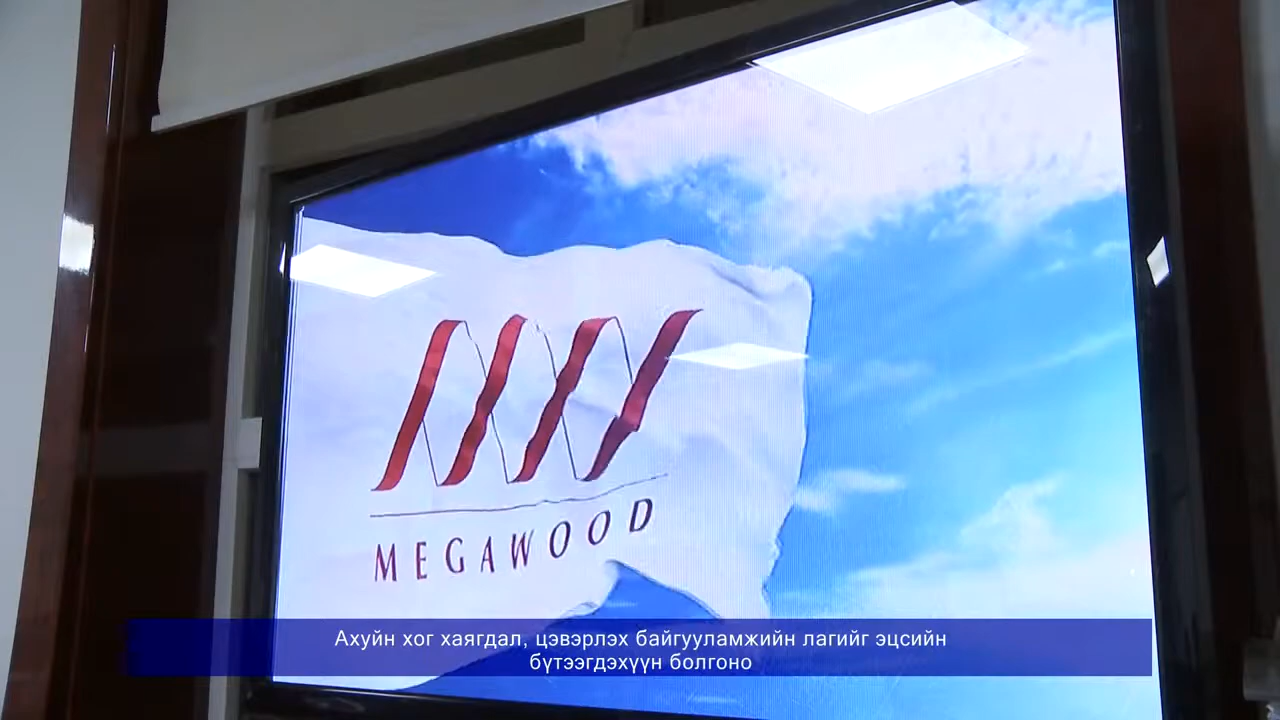 MEGAWOOD
Ахуйн хог хаягдал, цэвэрлэх байгууламжийн лагийг эцсийн
бүтээгдэхүүн болгоно